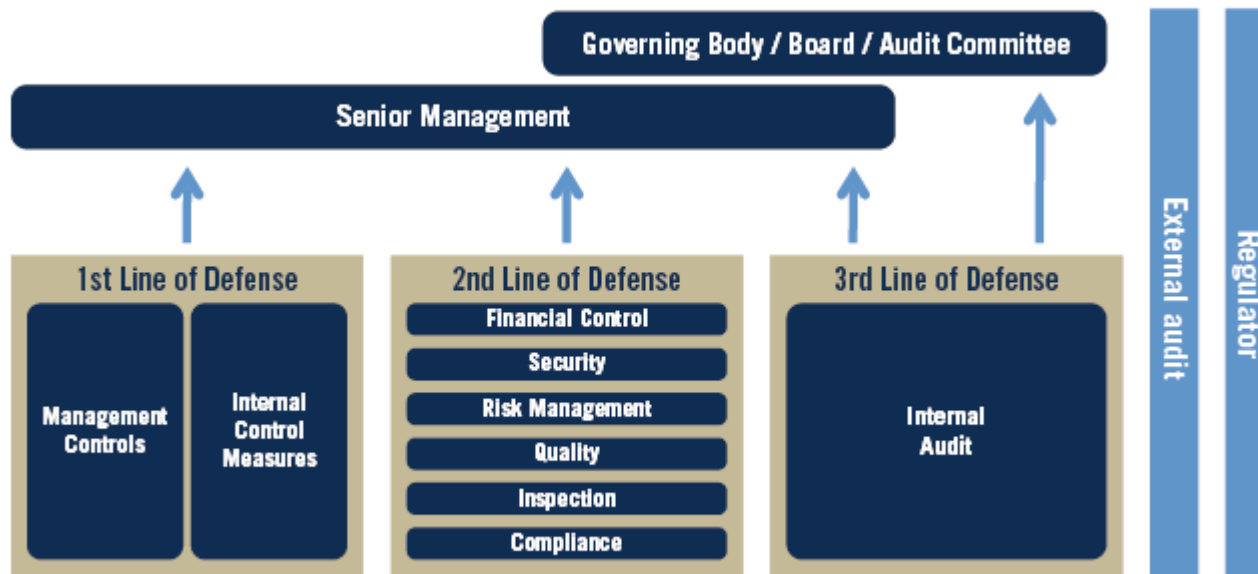 Governing Body / Board / Audit Committee
Senior Management
1st Line of Defense
Management
Controls
Internal
Control
Measures
2nd Line of Defense
Financial Control
Security
Risk Management
Quality
Inspection
Compliance
3rd Line of Defense
Internal
Audit
External audit
Regulator